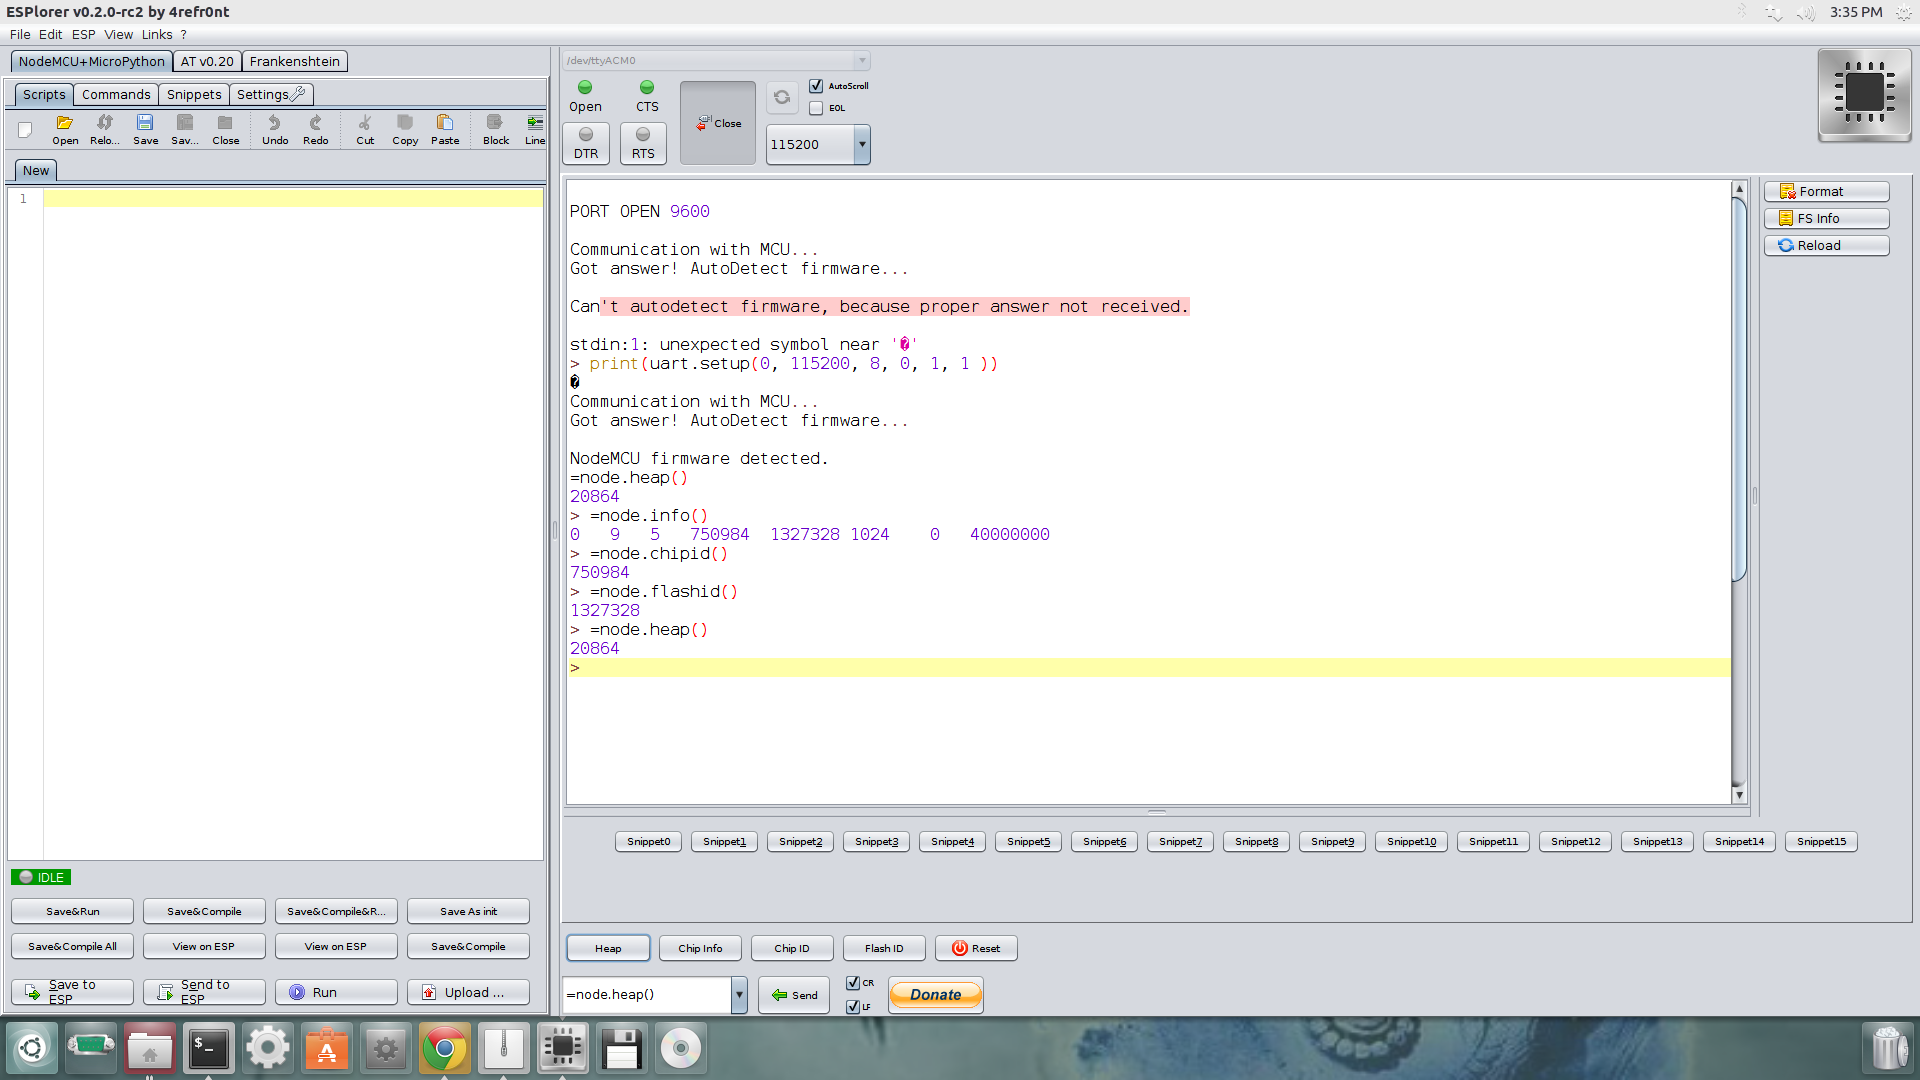 ESPlorer v0.2.0-rc2 by 4refr0nt
3:35 PM
File Edit ESP View Links ?
NodeMCU+MicroPython AT v0.20 Frankenshtein
Scripts Commands Snippets Settings
Open Relo... Save Sav... Close Undo Redo Cut Copy Paste Block Line
New
1
IDLE
Save&Run Save&Compile Save&Compile&R... Save As init
Save&Compile All View on ESP View on ESP Save&Compile
Save to ESP Send to ESP Run Upload ...
/dev/ttyACM0
Open CTS Close AutoScroll
EOL
DTR RTS 115200
PORT OPEN 9600
Communication with MCU...
Got answer! AutoDetect firmware...
Can't autodetect firmware, because proper answer not received.
stdin:1: unexpected symbol near '�'
> print(uart.setup(0, 115200, 8, 0, 1, 1 ))
�
Communication with MCU...
Got answer! AutoDetect firmware...
NodeMCU firmware detected.
=node.heap()
20864
> =node.info()
0 9 5 750984 1327328 1024 0 40000000
> =node.chipid()
750984
> =node.flashid()
1327328
> =node.heap()
20864
>
Format
FS Info
Reload
Snippet0 Snippet1 Snippet2 Snippet3 Snippet4 Snippet5 Snippet6 Snippet7 Snippet8 Snippet9 Snippet10 Snippet11 Snippet12 Snippet13 Snippet14 Snippet15
Heap Chip Info Chip ID Flash ID Reset
=node.heap() Send CR
LF
Donate
$_
A